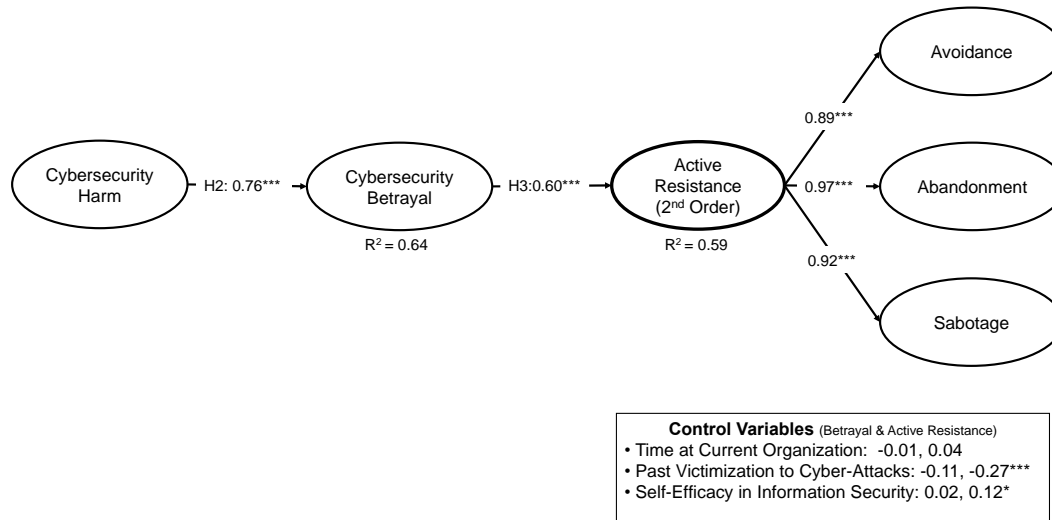 Avoidance
0.89***
Cybersecurity
Harm
H2: 0.76***
Cybersecurity
Betrayal
R² = 0.64
H3:0.60***
Active
Resistance
(2nd Order)
R² = 0.59
0.97***
Abandonment
0.92***
Sabotage
Control Variables (Betrayal & Active Resistance)
• Time at Current Organization: -0.01, 0.04
• Past Victimization to Cyber-Attacks: -0.11, -0.27***
• Self-Efficacy in Information Security: 0.02, 0.12*